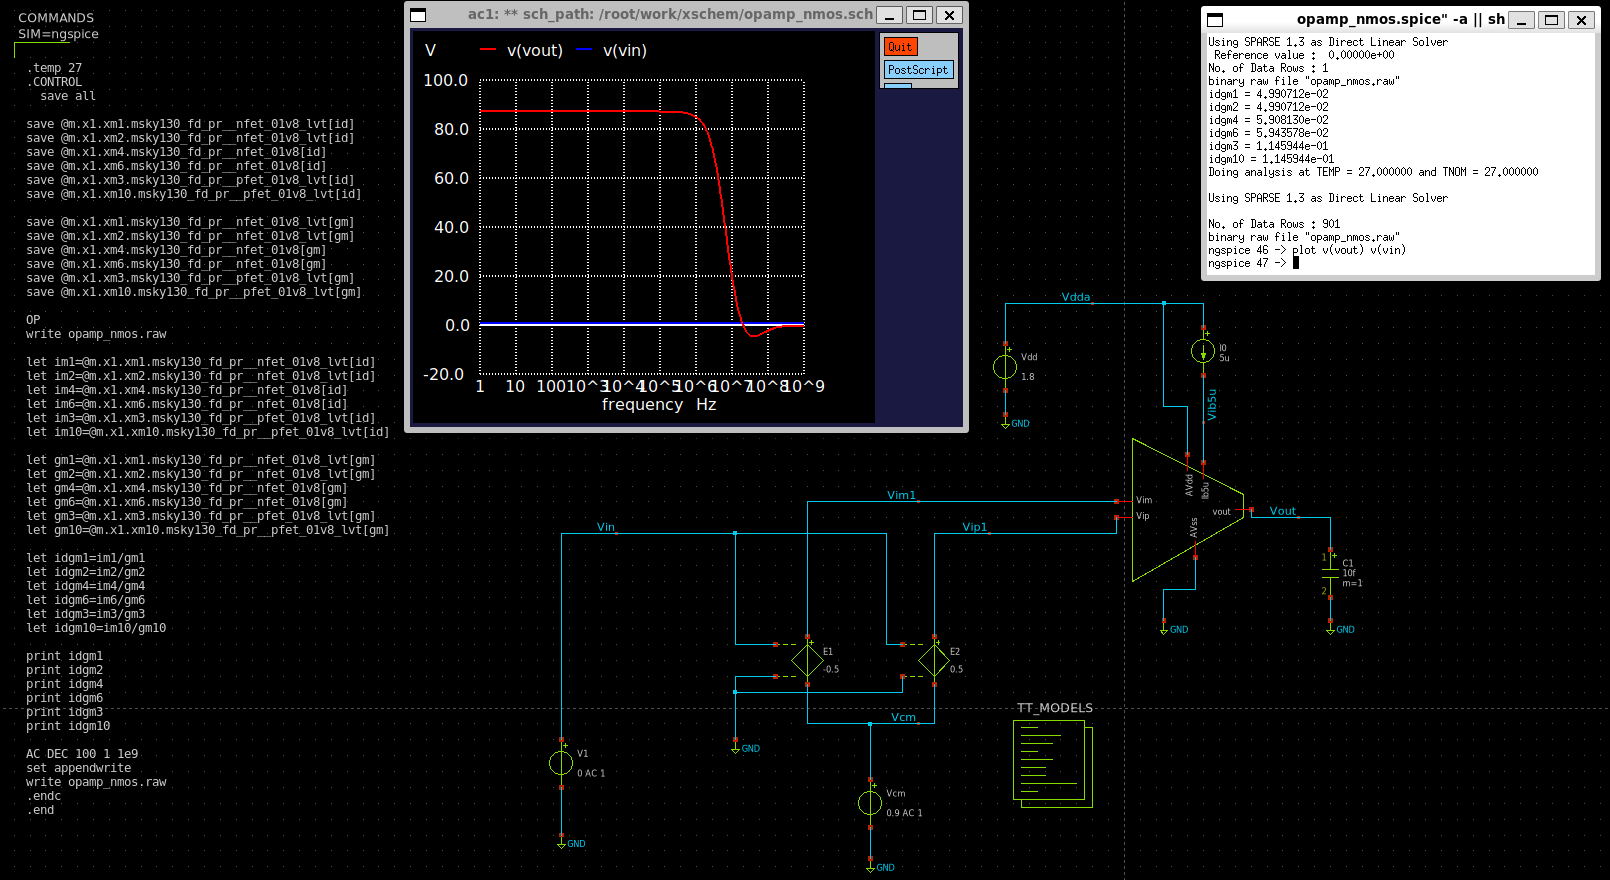 COMMANDS
SIM=ngspice
.temp 27
.CONTROL
save all
save @m.x1.xm1.msky130_fd_pr__nfet_01v8_lvt[id]
save @m.x1.xm2.msky130_fd_pr__nfet_01v8_lvt[id]
save @m.x1.xm4.msky130_fd_pr__nfet_01v8[id]
save @m.x1.xm6.msky130_fd_pr__nfet_01v8[id]
save @m.x1.xm3.msky130_fd_pr__pfet_01v8_lvt[id]
save @m.x1.xm10.msky130_fd_pr__pfet_01v8_lvt[id]
save @m.x1.xm1.msky130_fd_pr__nfet_01v8_lvt[gm]
save @m.x1.xm2.msky130_fd_pr__nfet_01v8_lvt[gm]
save @m.x1.xm4.msky130_fd_pr__nfet_01v8[gm]
save @m.x1.xm6.msky130_fd_pr__nfet_01v8[gm]
save @m.x1.xm3.msky130_fd_pr__pfet_01v8_lvt[gm]
save @m.x1.xm10.msky130_fd_pr__pfet_01v8_lvt[gm]
OP
write opamp_nmos.raw
let im1=@m.x1.xm1.msky130_fd_pr__nfet_01v8_lvt[id]
let im2=@m.x1.xm2.msky130_fd_pr__nfet_01v8_lvt[id]
let im4=@m.x1.xm4.msky130_fd_pr__nfet_01v8[id]
let im6=@m.x1.xm6.msky130_fd_pr__nfet_01v8[id]
let im3=@m.x1.xm3.msky130_fd_pr__pfet_01v8_lvt[id]
let im10=@m.x1.xm10.msky130_fd_pr__pfet_01v8_lvt[id]
let gm1=@m.x1.xm1.msky130_fd_pr__nfet_01v8_lvt[gm]
let gm2=@m.x1.xm2.msky130_fd_pr__nfet_01v8_lvt[gm]
let gm4=@m.x1.xm4.msky130_fd_pr__nfet_01v8[gm]
let gm6=@m.x1.xm6.msky130_fd_pr__nfet_01v8[gm]
let gm3=@m.x1.xm3.msky130_fd_pr__pfet_01v8_lvt[gm]
let gm10=@m.x1.xm10.msky130_fd_pr__pfet_01v8_lvt[gm]
let idgm1=im1/gm1
let idgm2=im2/gm2
let idgm4=im4/gm4
let idgm6=im6/gm6
let idgm3=im3/gm3
let idgm10=im10/gm10
print idgm1
print idgm2
print idgm4
print idgm6
print idgm3
print idgm10
AC DEC 100 1 1e9
set appendwrite
write opamp_nmos.raw
.endc
.end
ac1: ** sch_path: /root/work/xschem/opamp_nmos.sch
V
v(vout)
v(vin)
Quit
PostScript
100.0
80.0
60.0
40.0
20.0
0.0
-20.0
1 10 100 10^3 10^4 10^5 10^6 10^7 10^8 10^9
frequency Hz
opamp_nmos.spice" -a || sh
Using SPARSE 1.3 as Direct Linear Solver
Reference value : 0.00000e+00
No. of Data Rows : 1
binary raw file "opamp_nmos.raw"
idgm1 = 4.990712e-02
idgm2 = 4.990712e-02
idgm4 = 5.908130e-02
idgm6 = 5.943578e-02
idgm3 = 1.145944e-01
idgm10 = 1.145944e-01
Doing analysis at TEMP = 27.000000 and TNOM = 27.000000
Using SPARSE 1.3 as Direct Linear Solver
No. of Data Rows : 901
binary raw file "opamp_nmos.raw"
ngspice 46 -> plot v(vout) v(vin)
ngspice 47 ->
Vdda
Vdd
1.8
GND
I0
5u
Vib5u
AVdd
Ib5u
Vim
Vip
vout
AVss
Vout
C1
10f
m=1
1
2
GND
GND
Vim1
Vin
Vip1
E1
-0.5
E2
0.5
Vcm
GND
V1
0 AC 1
GND
Vcm
0.9 AC 1
GND
TT_MODELS